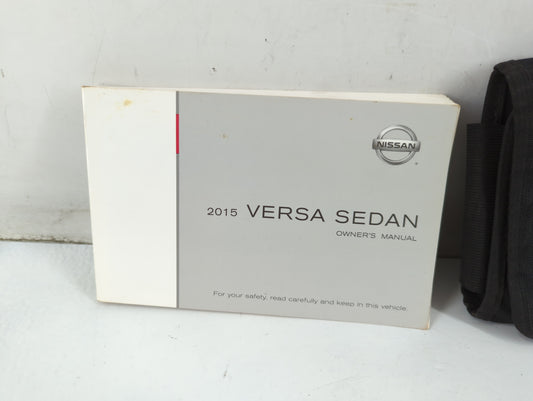 NISSAN
2015 VERSA SEDAN
OWNER'S MANUAL
For your safety, read carefully and keep in this vehicle.